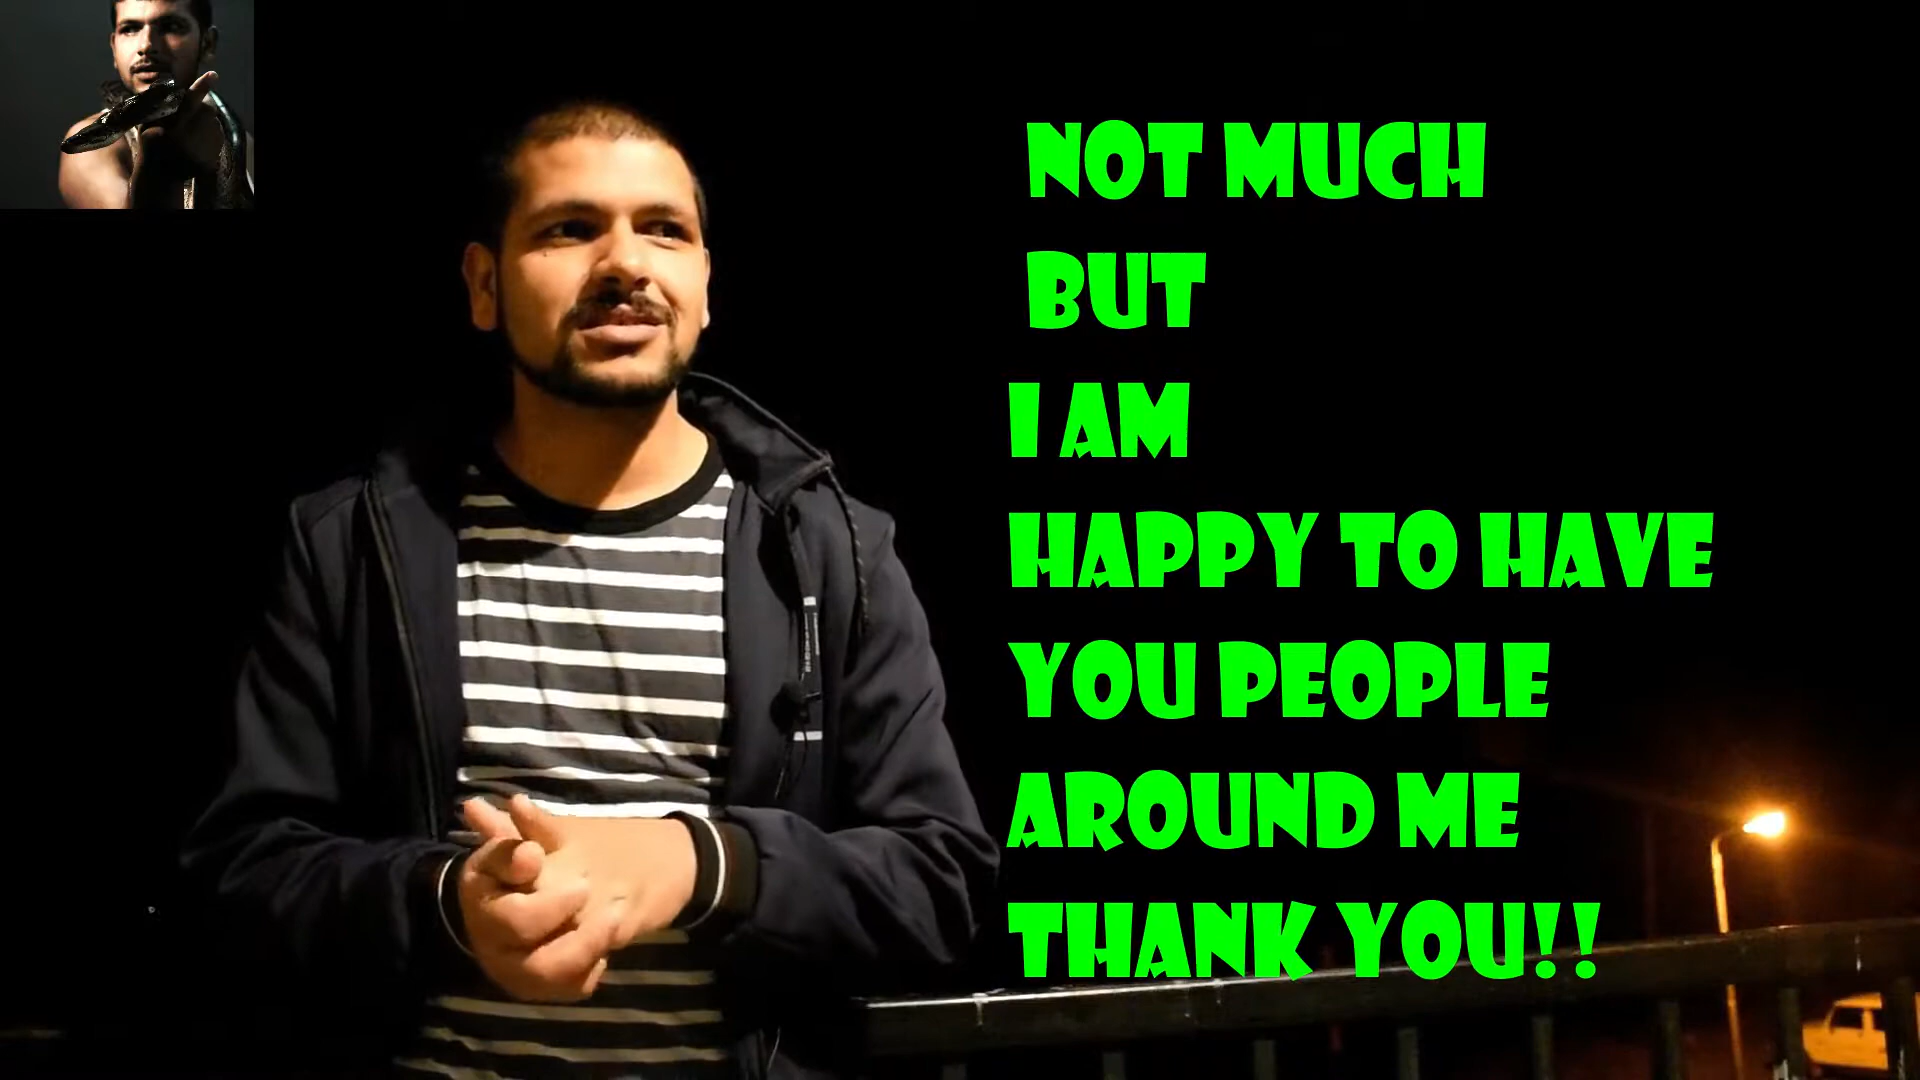 NOT MUCH
BUT
I AM
HAPPY TO HAVE
YOU PEOPLE
AROUND ME
THANK YOU!!